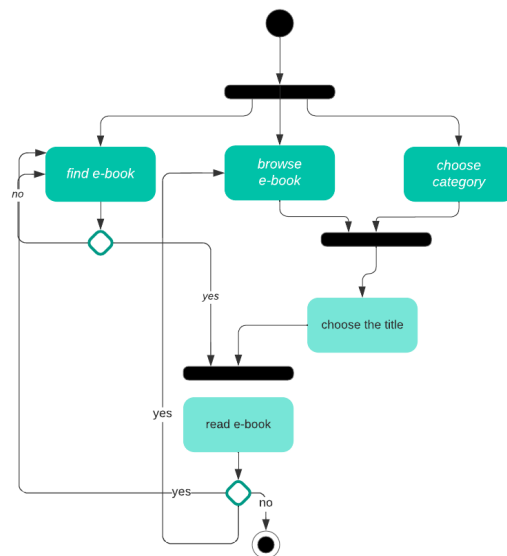 find e-book
browse
e-book
choose
category
no
yes
choose the title
yes
read e-book
yes
no